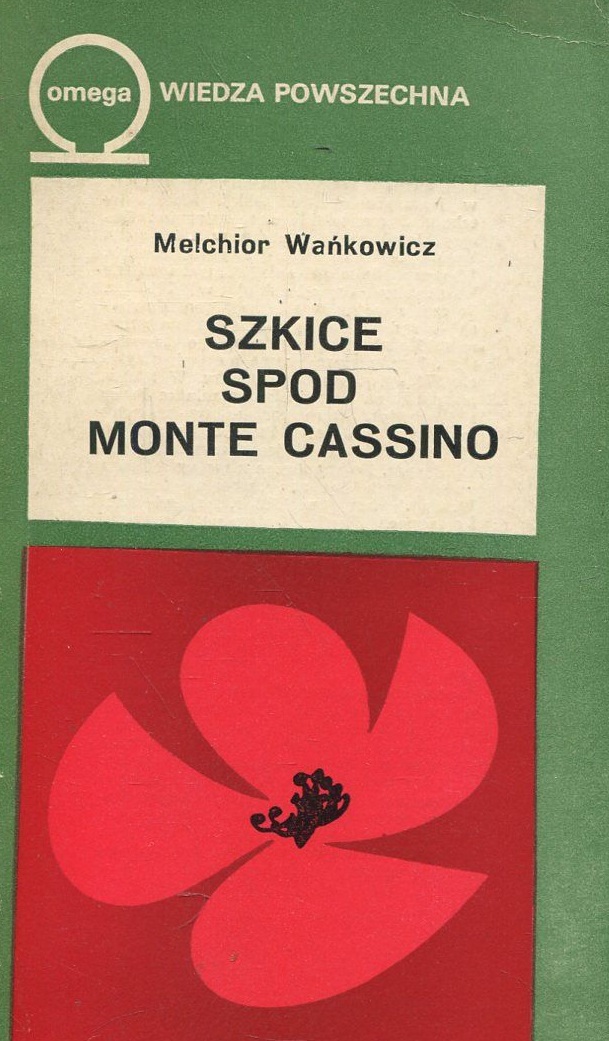 omega WIEDZA POWSZECHNA
Melchior Wańkowicz
SZKICE
SPOD
MONTE CASSINO